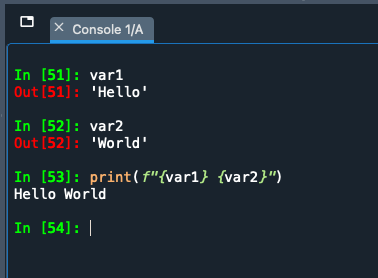 Console 1/A
In [51]: var1
Out[51]: 'Hello'
In [52]: var2
Out[52]: 'World'
In [53]: print(f"{var1} {var2}")
Hello World
In [54]: